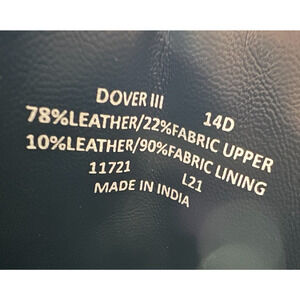 DOVER III 14D
78%LEATHER/22%FABRIC UPPER
10%LEATHER/90%FABRIC LINING
11721 L21
MADE IN INDIA